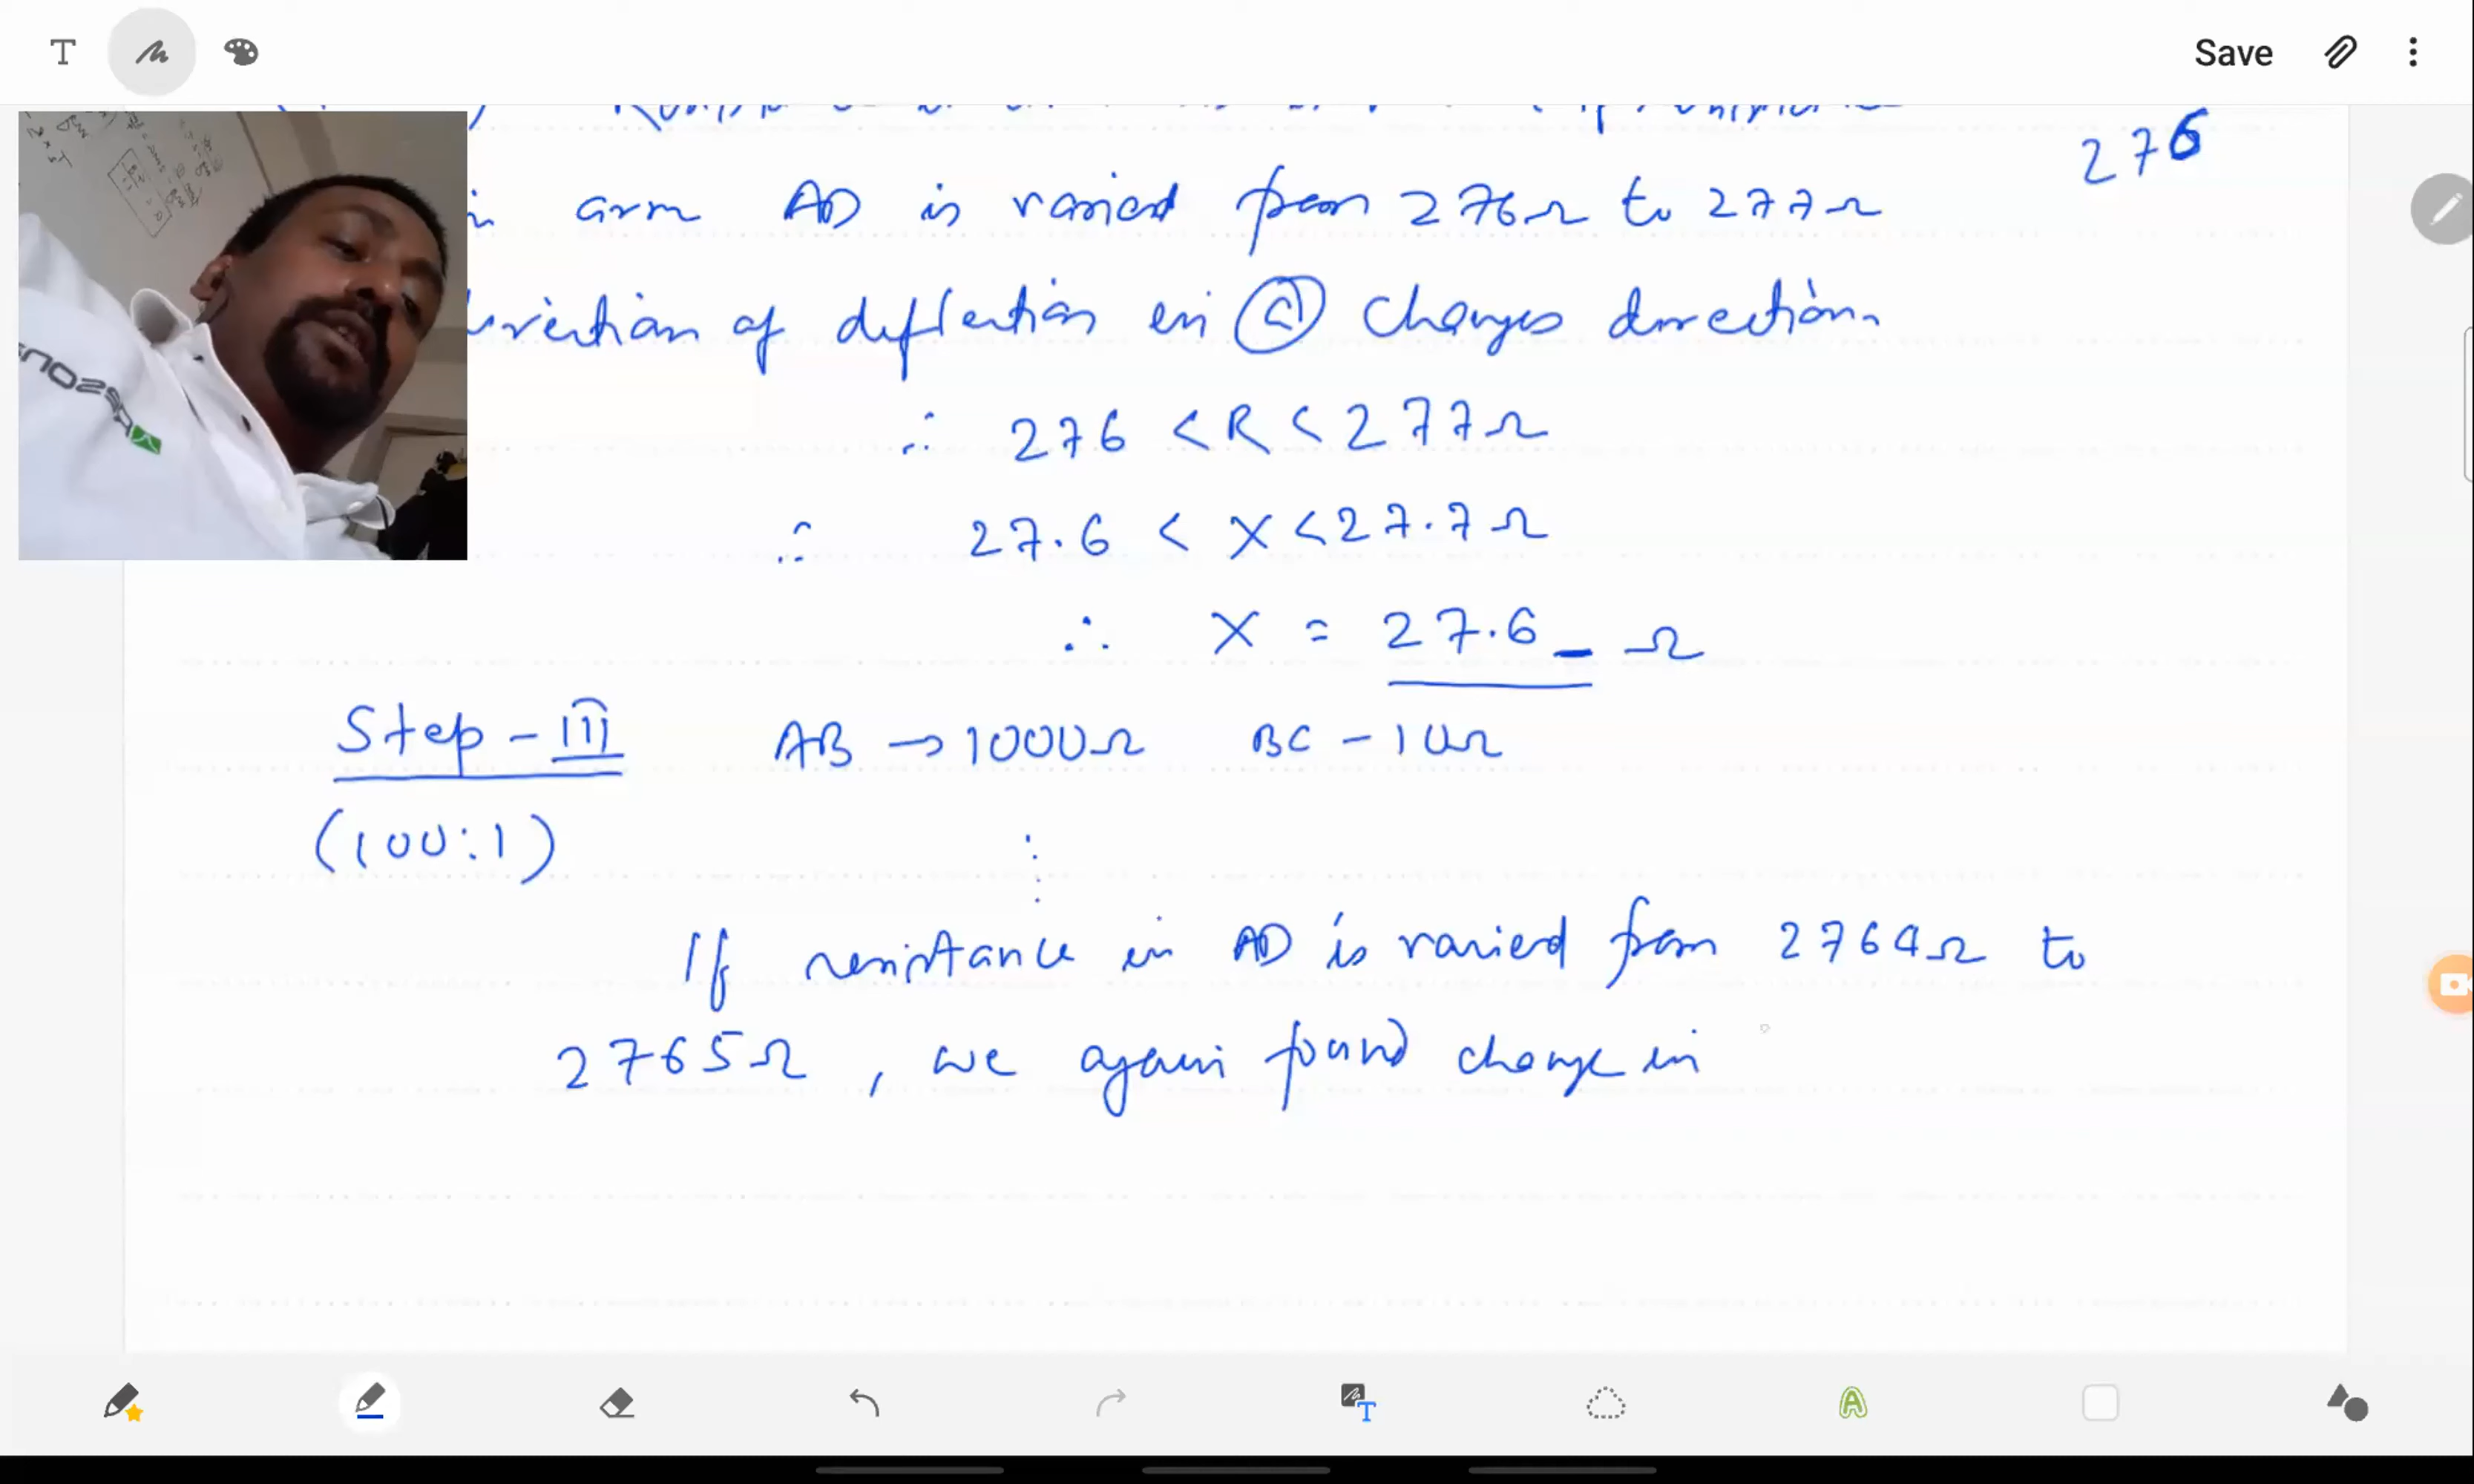 Save
276
in arm AD is varied from 276Ω to 277Ω
direction of deflection in G changes direction.
∴ 276 < R < 277Ω
∴ 27.6 < X < 27.7Ω
∴ X = 27.6_ Ω
Step - III AB → 1000Ω BC - 10Ω
(100:1)
If resistance in AD is varied from 2764Ω to
2765Ω, we again found change in